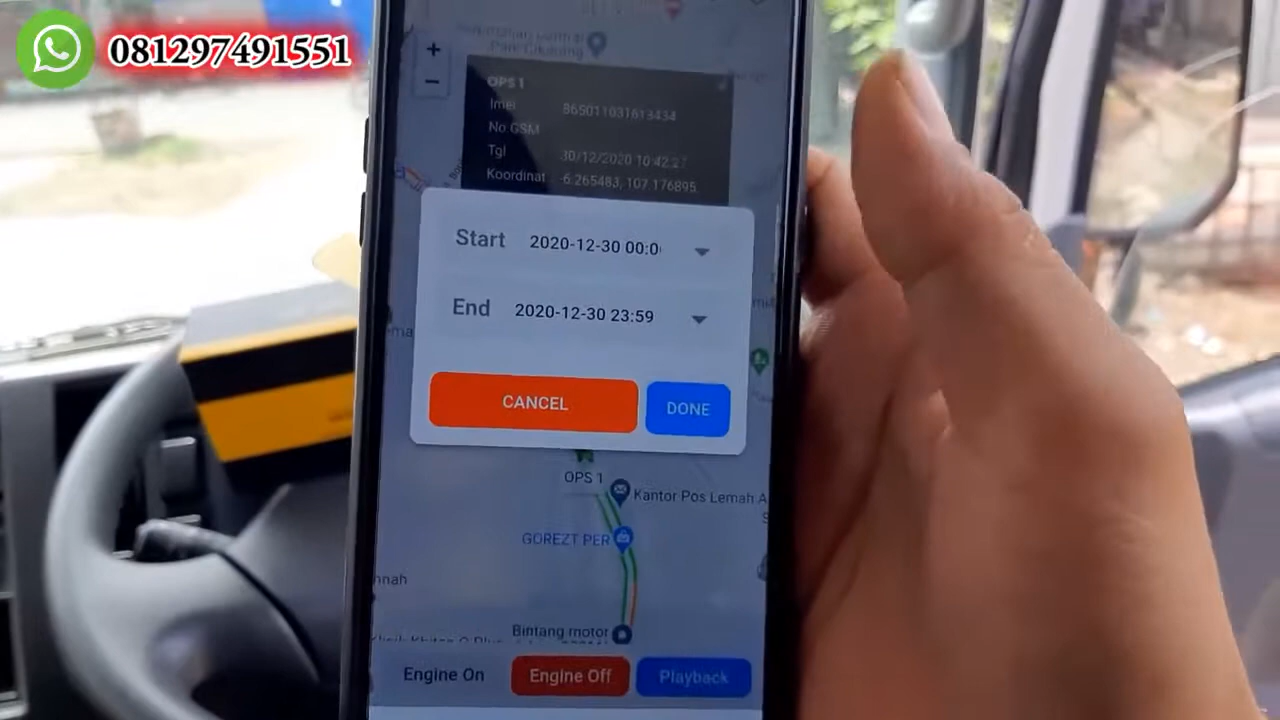 081297491551
+
−
OPS 1
Imei 865011031613434
No.GSM
Tgl 30/12/2020 10:42:27
Koordinat -6.265483, 107.176895
Start 2020-12-30 00:0
End 2020-12-30 23:59
CANCEL DONE
OPS 1
Kantor Pos Lemah A
GOREZT PER
nnah
Bintang motor
Engine On Engine Off Playback